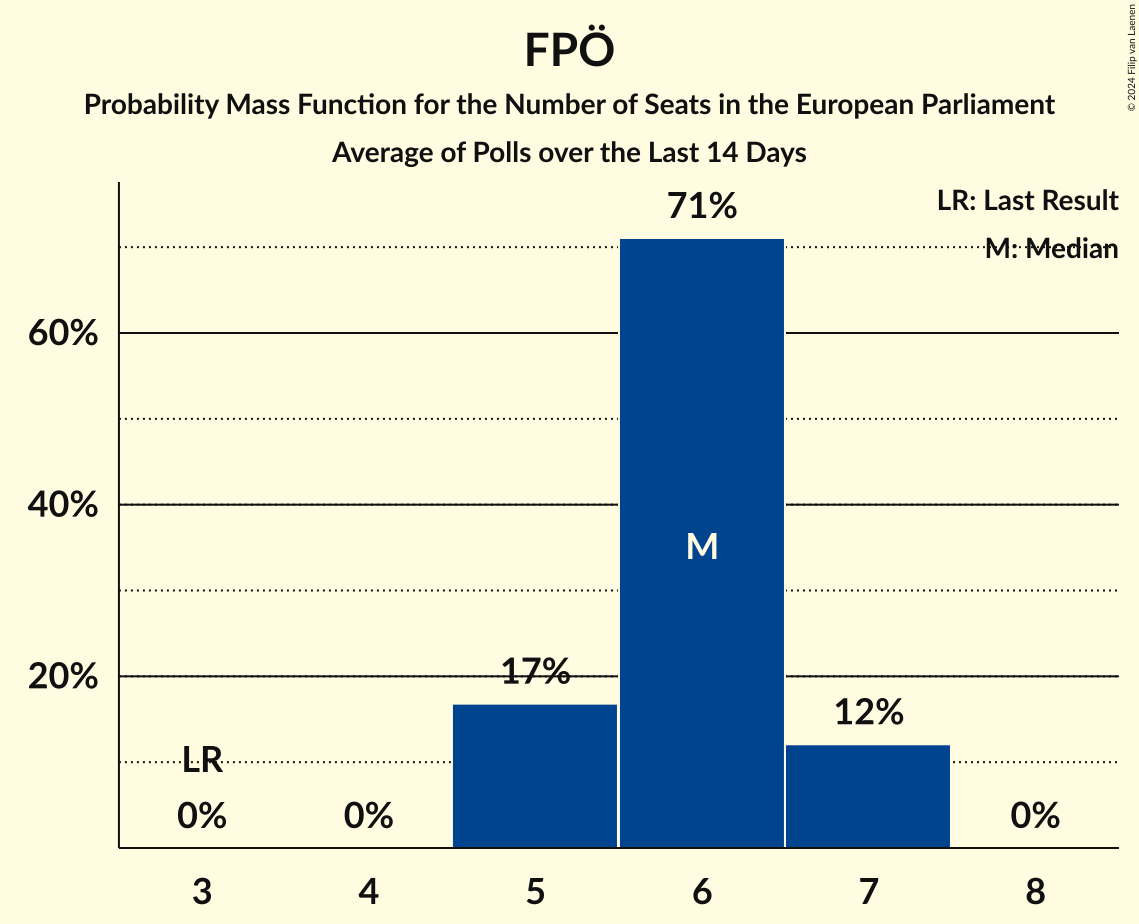 FPÖ
Probability Mass Function for the Number of Seats in the European Parliament
Average of Polls over the Last 14 Days
© 2024 Filip van Laenen
LR: Last Result
M: Median
71%
60%
40%
M
20%
17%
12%
LR
0%
0%
0%
3
4
5
6
7
8